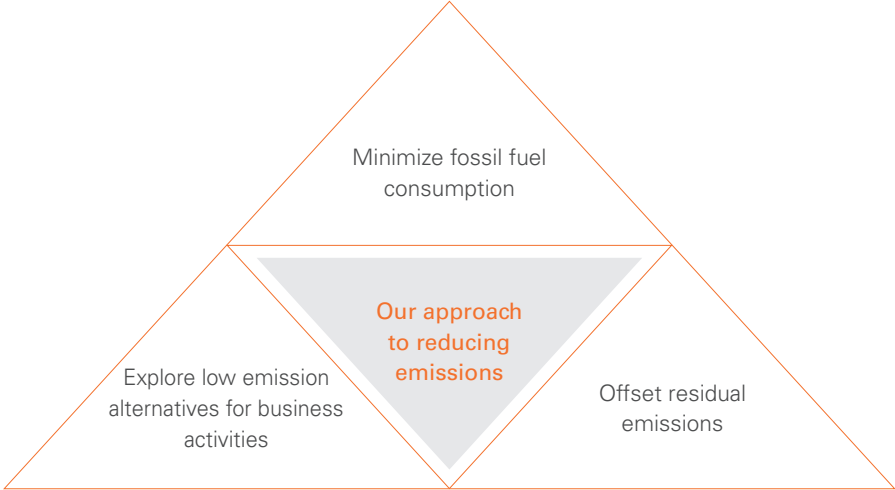 Minimize fossil fuel
consumption
Our approach
to reducing
emissions
Explore low emission
alternatives for business
activities
Offset residual
emissions